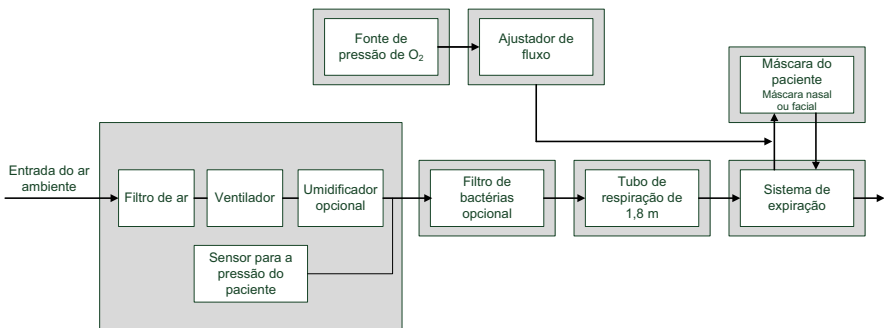 Fonte de
pressão de O₂
Ajustador de
fluxo
Máscara do
paciente
Máscara nasal
ou facial
Entrada do ar
ambiente
Filtro de ar
Ventilador
Umidificador
opcional
Filtro de
bactérias
opcional
Tubo de
respiração de
1,8 m
Sistema de
expiração
Sensor para a
pressão do
paciente